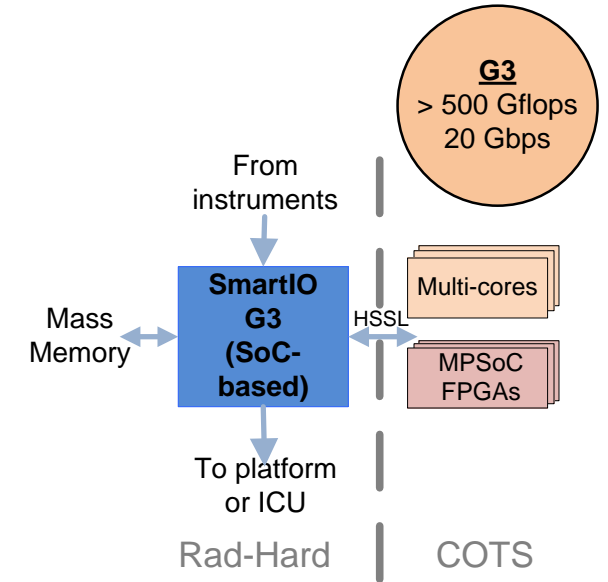 G3
> 500 Gflops
20 Gbps
From
instruments
SmartIO
G3
(SoC-
based)
HSSL
Multi-cores
Mass
Memory
MPSoC
FPGAs
To platform
or ICU
Rad-Hard
COTS